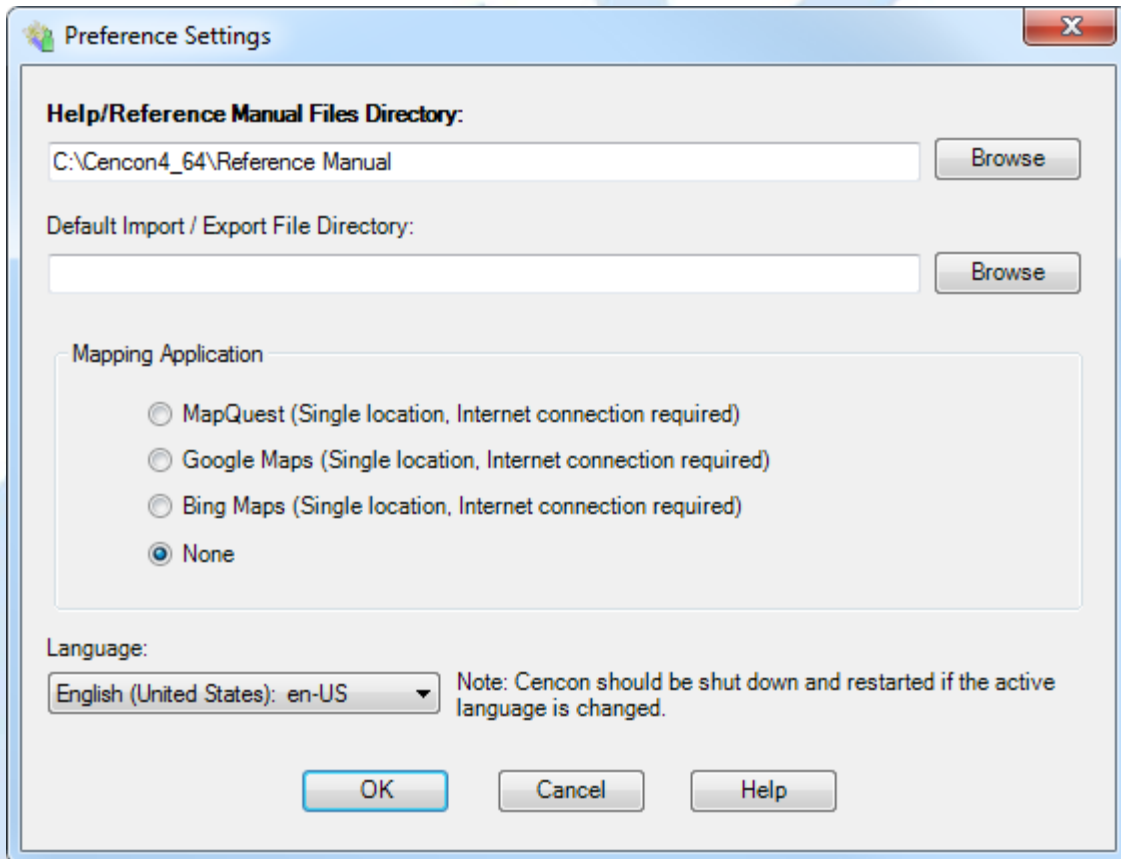 Preference Settings
Help/Reference Manual Files Directory:
C:\Cencon4_64\Reference Manual
Browse
Default Import / Export File Directory:
Browse
Mapping Application
MapQuest (Single location, Internet connection required)
Google Maps (Single location, Internet connection required)
Bing Maps (Single location, Internet connection required)
None
Language:
English (United States): en-US
Note: Cencon should be shut down and restarted if the active
language is changed.
OK
Cancel
Help